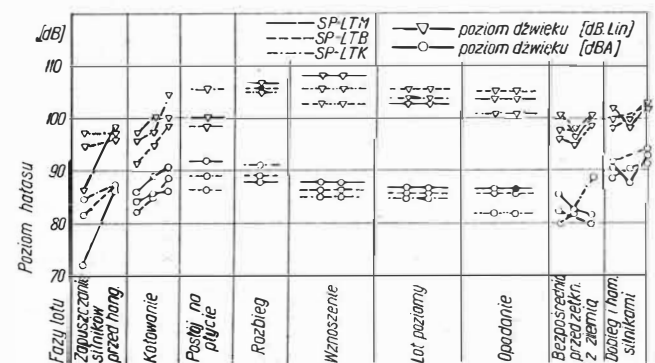 [dB]
SP-LTM
SP-LTB
SP-LTK
poziom dźwięku [dB.Lin]
poziom dźwięku [dBA]
110
100
90
80
70
Poziom hałasu
Fazy lotu
Zapuszczanie
silników
przed hang.
Kołowanie
Postój na
płycie
Rozbieg
Wznoszenie
Lot poziomy
Opadanie
Bezpośrednio
przed zetkn.
z ziemią
Dobieg i ham.
silnikami